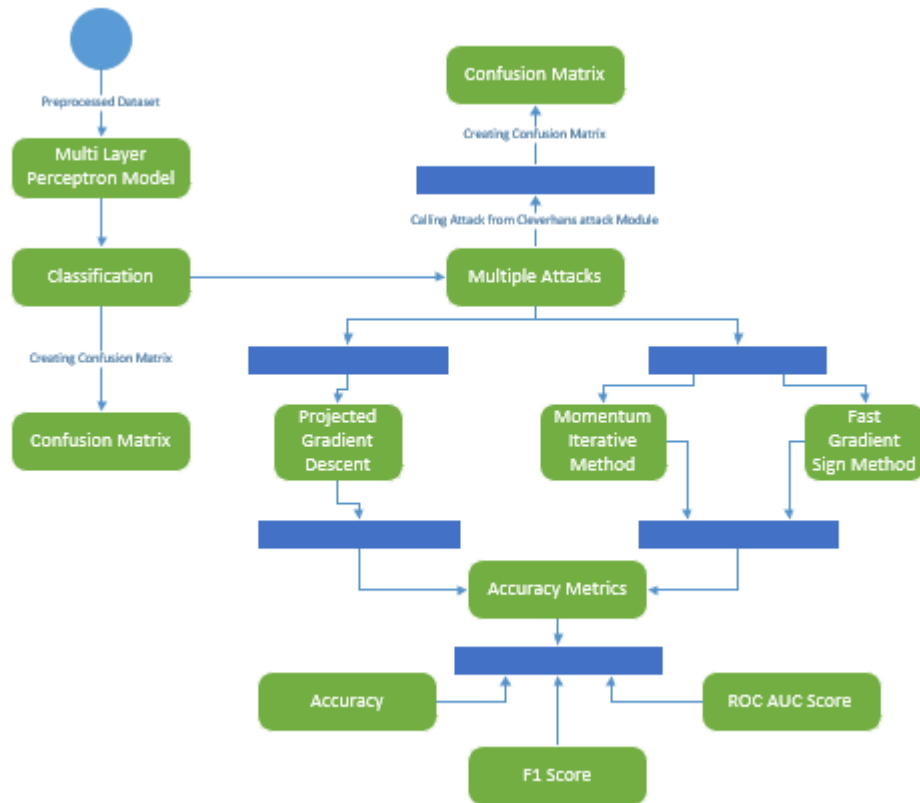 Preprocessed Dataset
Multi Layer
Perceptron Model
Classification
Creating Confusion Matrix
Confusion Matrix
Confusion Matrix
Creating Confusion Matrix
Calling Attack from Cleverhans attack Module
Multiple Attacks
Projected
Gradient
Descent
Momentum
Iterative
Method
Fast
Gradient
Sign Method
Accuracy Metrics
Accuracy
ROC AUC Score
F1 Score